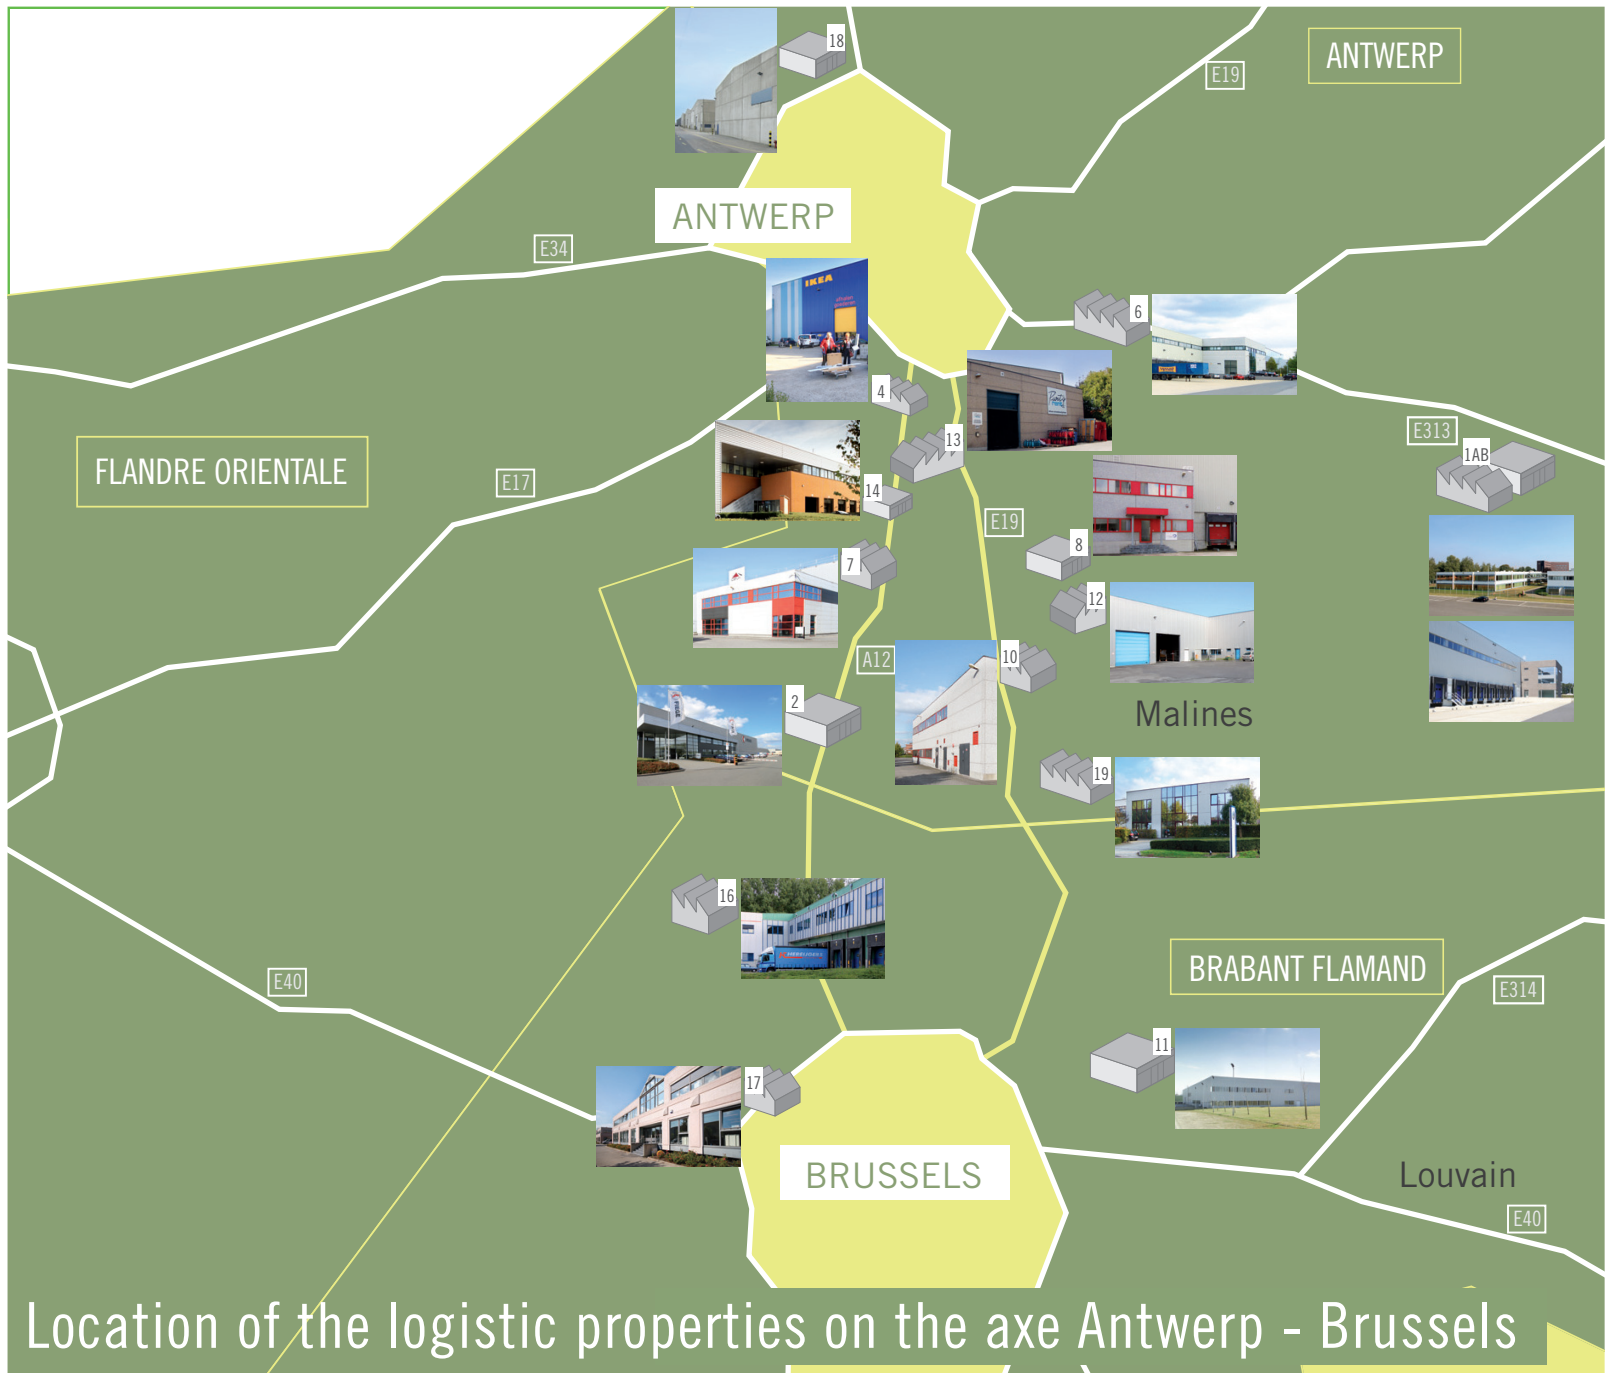 18
ANTWERP
E19
ANTWERP
E34
IKEA
6
4
E313
13
1AB
FLANDRE ORIENTALE
E17
14
E19
8
7
12
A12
10
2
Malines
19
16
BRABANT FLAMAND
E40
E314
11
17
BRUSSELS
Louvain
E40
Location of the logistic properties on the axe Antwerp - Brussels